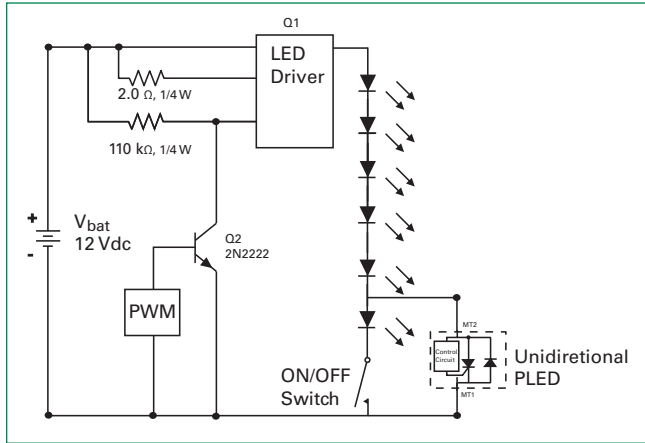 Q1
LED
Driver
2.0 Ω, 1/4 W
110 kΩ, 1/4 W
+
Vbat
12 Vdc
-
Q2
2N2222
PWM
ON/OFF
Switch
MT2
Control
Circuit
MT1
Unidiretional
PLED